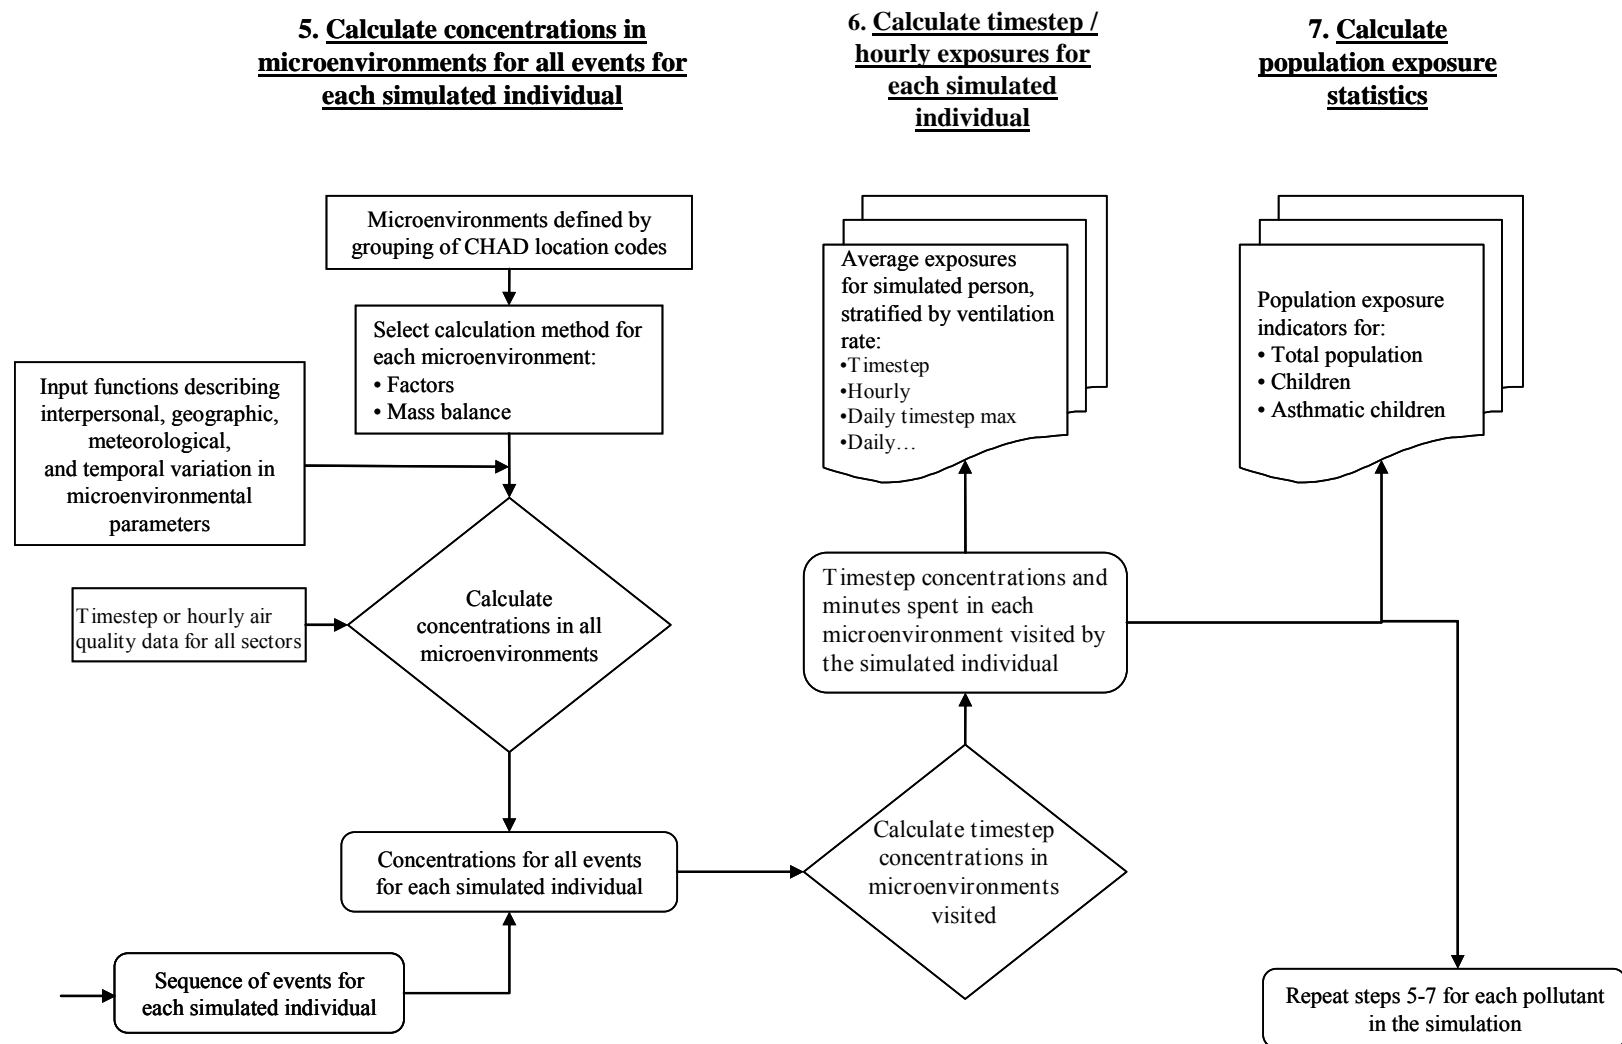 5. Calculate concentrations in
microenvironments for all events for
each simulated individual
6. Calculate timestep /
hourly exposures for
each simulated
individual
7. Calculate
population exposure
statistics
Microenvironments defined by
grouping of CHAD location codes
Select calculation method for
each microenvironment:
• Factors
• Mass balance
Input functions describing
interpersonal, geographic,
meteorological,
and temporal variation in
microenvironmental
parameters
Timestep or hourly air
quality data for all sectors
Calculate
concentrations in all
microenvironments
Concentrations for all events
for each simulated individual
Sequence of events for
each simulated individual
Average exposures
for simulated person,
stratified by ventilation
rate:
•Timestep
•Hourly
•Daily timestep max
•Daily…
Timestep concentrations and
minutes spent in each
microenvironment visited by
the simulated individual
Calculate timestep
concentrations in
microenvironments
visited
Population exposure
indicators for:
• Total population
• Children
• Asthmatic children
Repeat steps 5-7 for each pollutant
in the simulation